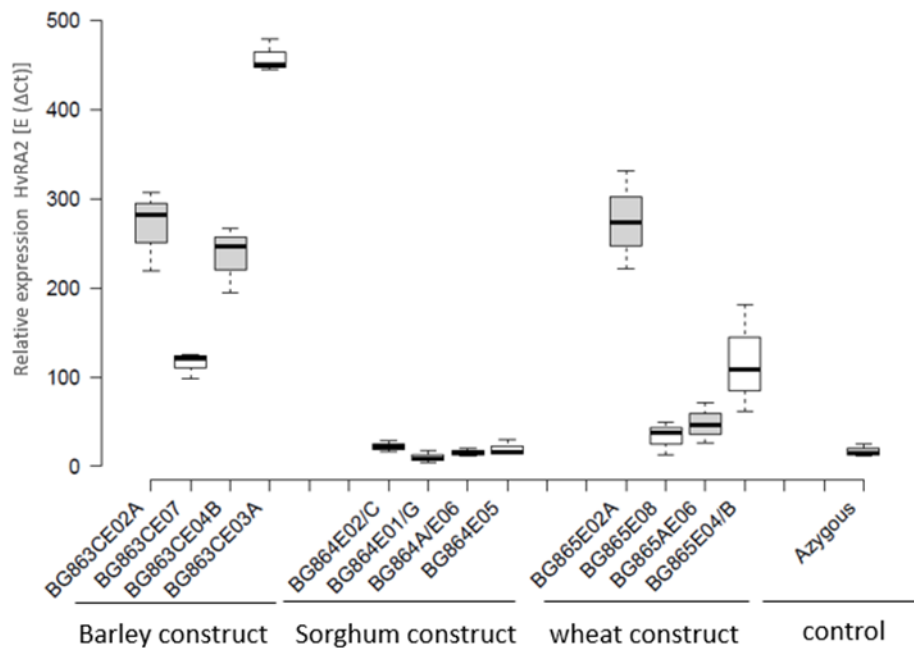 Relative expression HvRA2 [E (ΔCt)]
500
400
300
200
100
0
BG863CE02A
BG863CE07
BG863CE04B
BG863CE03A
BG864E02/C
BG864E01/G
BG864A/E06
BG864E05
BG865E02A
BG865E08
BG865AE06
BG865E04/B
Azygous
Barley construct
Sorghum construct
wheat construct
control